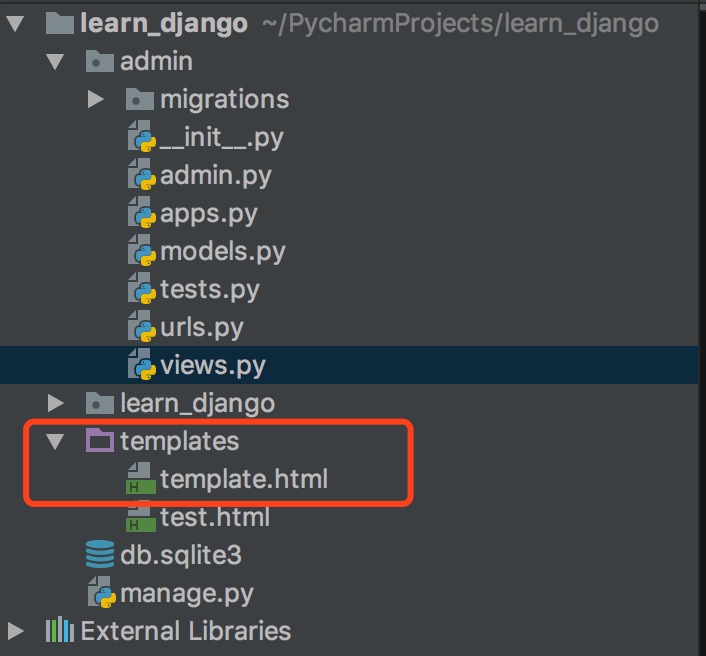 learn_django ~/PycharmProjects/learn_django
admin
migrations
__init__.py
admin.py
apps.py
models.py
tests.py
urls.py
views.py
learn_django
templates
H template.html
H test.html
db.sqlite3
manage.py
External Libraries